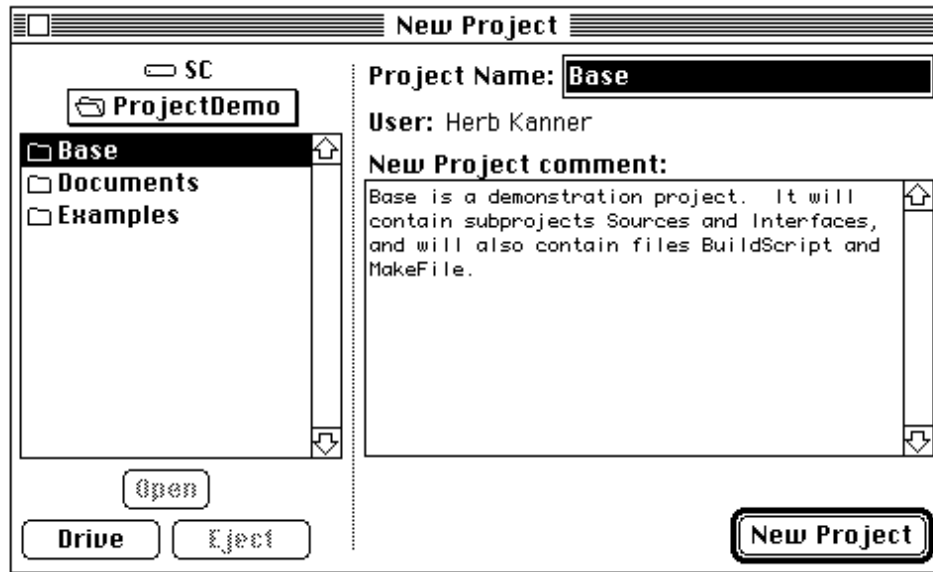 New Project
SC
ProjectDemo
Base
Documents
Examples
Open
Drive
Eject
Project Name: Base
User: Herb Kanner
New Project comment:
Base is a demonstration project.  It will
contain subprojects Sources and Interfaces,
and will also contain files BuildScript and
MakeFile.
New Project